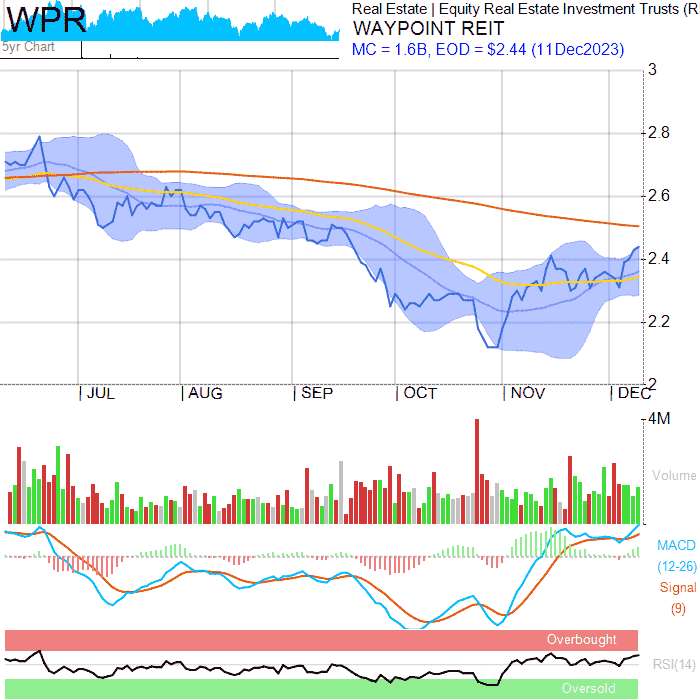 WPR
5yr Chart
Real Estate | Equity Real Estate Investment Trusts (R
WAYPOINT REIT
MC = 1.6B, EOD = $2.44 (11Dec2023)
3
2.8
2.6
2.4
2.2
2
JUL AUG SEP OCT NOV DEC
4M
Volume
MACD
(12-26)
Signal
(9)
Overbought
RSI(14)
Oversold